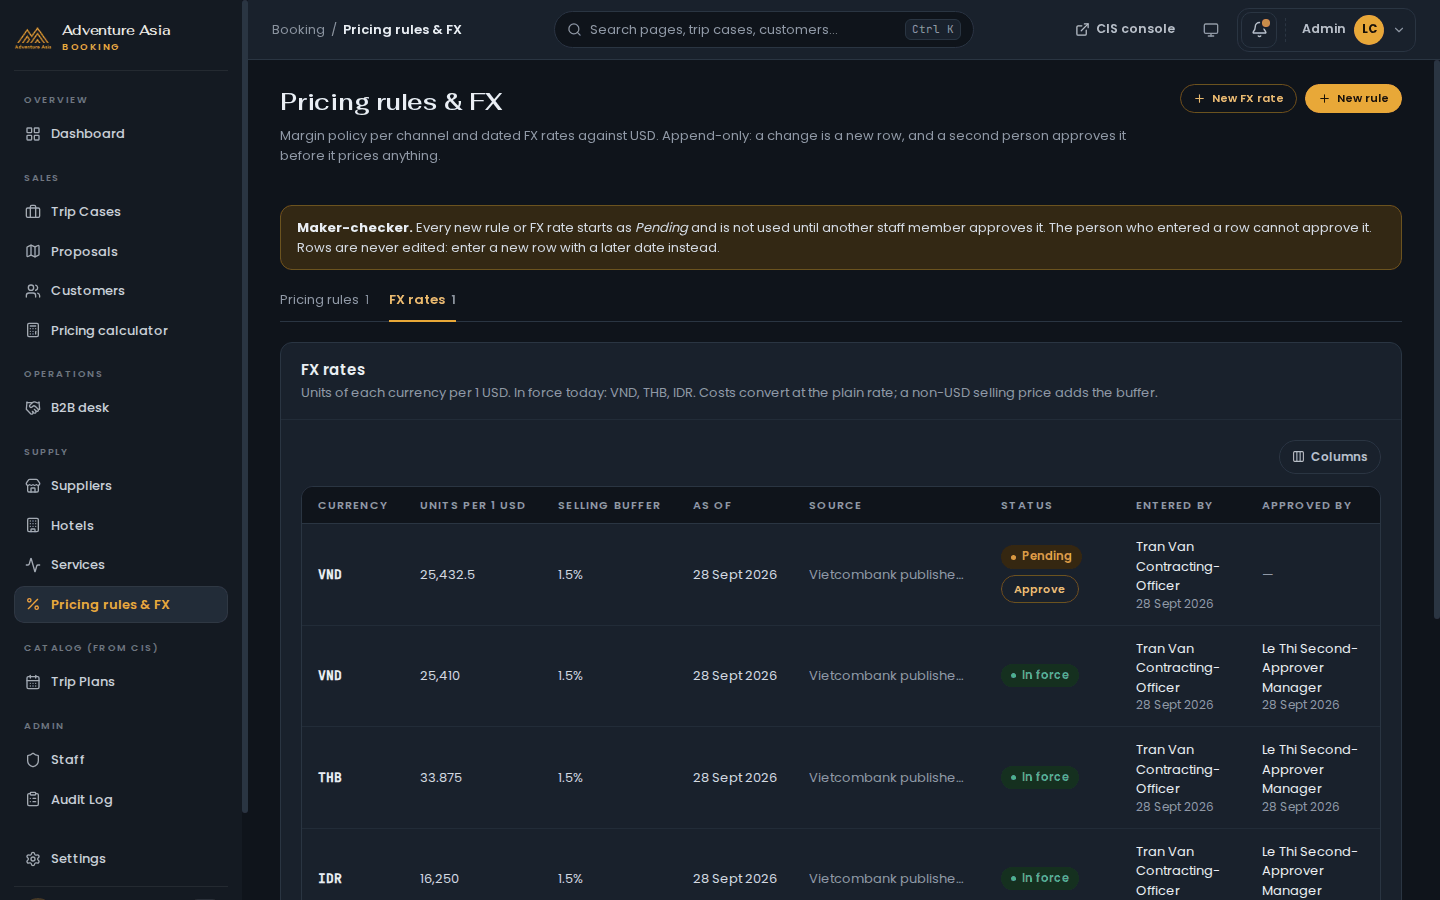 Adventure Asia
BOOKING
Adventure Asia
OVERVIEW
Dashboard
SALES
Trip Cases
Proposals
Customers
Pricing calculator
OPERATIONS
B2B desk
SUPPLY
Suppliers
Hotels
Services
Pricing rules & FX
CATALOG (FROM CIS)
Trip Plans
ADMIN
Staff
Audit Log
Settings
Booking / Pricing rules & FX
Search pages, trip cases, customers... Ctrl K
CIS console
Admin LC
Pricing rules & FX
New FX rate
New rule
Margin policy per channel and dated FX rates against USD. Append-only: a change is a new row, and a second person approves it
before it prices anything.
Maker-checker. Every new rule or FX rate starts as Pending and is not used until another staff member approves it. The person who entered a row cannot approve it.
Rows are never edited: enter a new row with a later date instead.
Pricing rules 1
FX rates 1
FX rates
Units of each currency per 1 USD. In force today: VND, THB, IDR. Costs convert at the plain rate; a non-USD selling price adds the buffer.
Columns
CURRENCY UNITS PER 1 USD SELLING BUFFER AS OF SOURCE STATUS ENTERED BY APPROVED BY
VND 25,432.5 1.5% 28 Sept 2026 Vietcombank publishe…
Pending
Approve
Tran Van
Contracting-
Officer
28 Sept 2026
—
VND 25,410 1.5% 28 Sept 2026 Vietcombank publishe…
In force
Tran Van
Contracting-
Officer
28 Sept 2026
Le Thi Second-
Approver
Manager
28 Sept 2026
THB 33.875 1.5% 28 Sept 2026 Vietcombank publishe…
In force
Tran Van
Contracting-
Officer
28 Sept 2026
Le Thi Second-
Approver
Manager
28 Sept 2026
IDR 16,250 1.5% 28 Sept 2026 Vietcombank publishe…
In force
Tran Van
Contracting-
Officer
Le Thi Second-
Approver
Manager